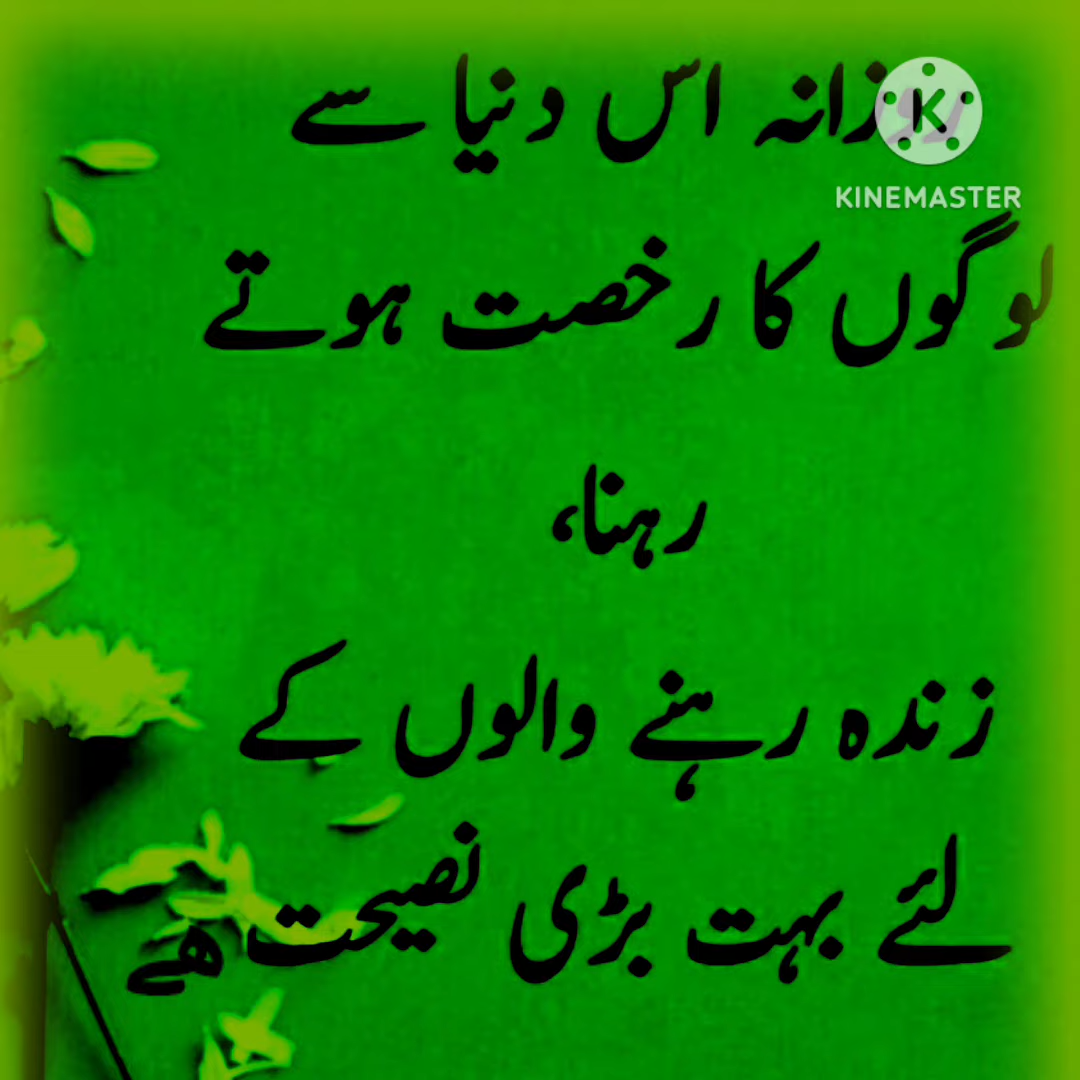 روزانہ اس دنیا سے
KINEMASTER
لوگوں کا رخصت ہوتے
رہنا،
زندہ رہنے والوں کے
لئے بہت بڑی نصیحت ھے